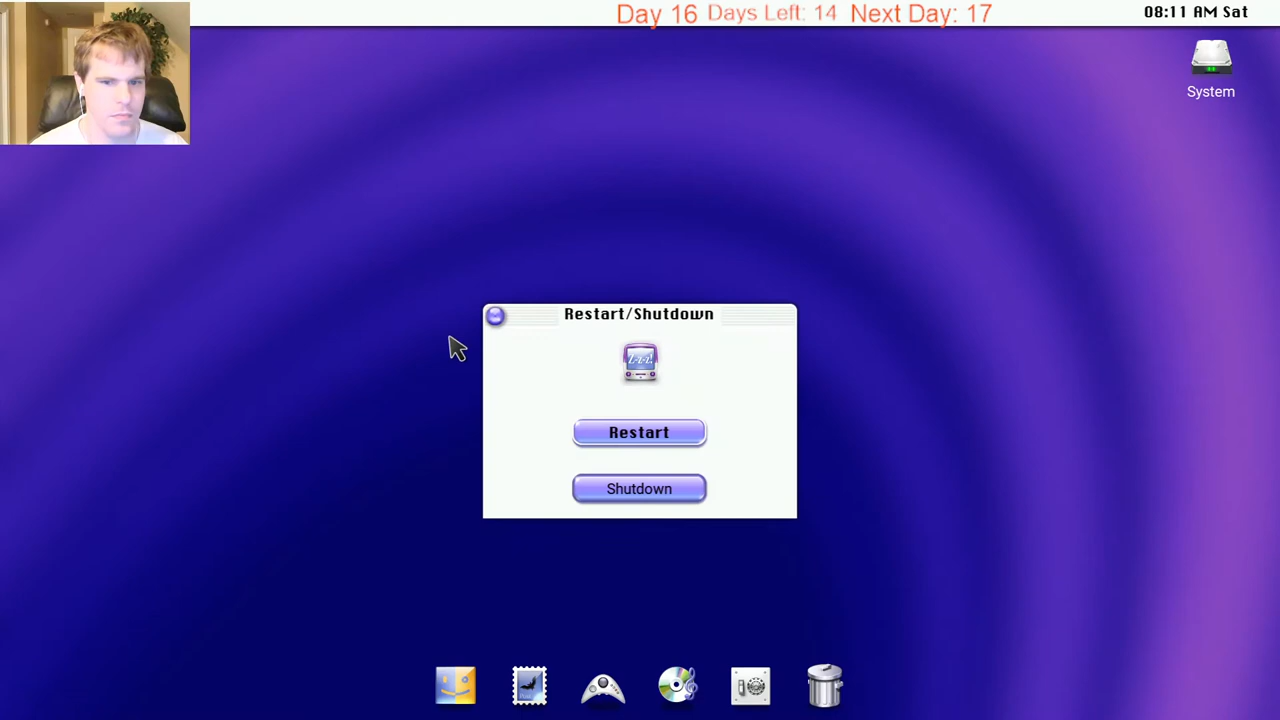 Day 16 Days Left: 14 Next Day: 17
08:11 AM Sat
System
Restart/Shutdown
Z-z-z!
Restart
Shutdown